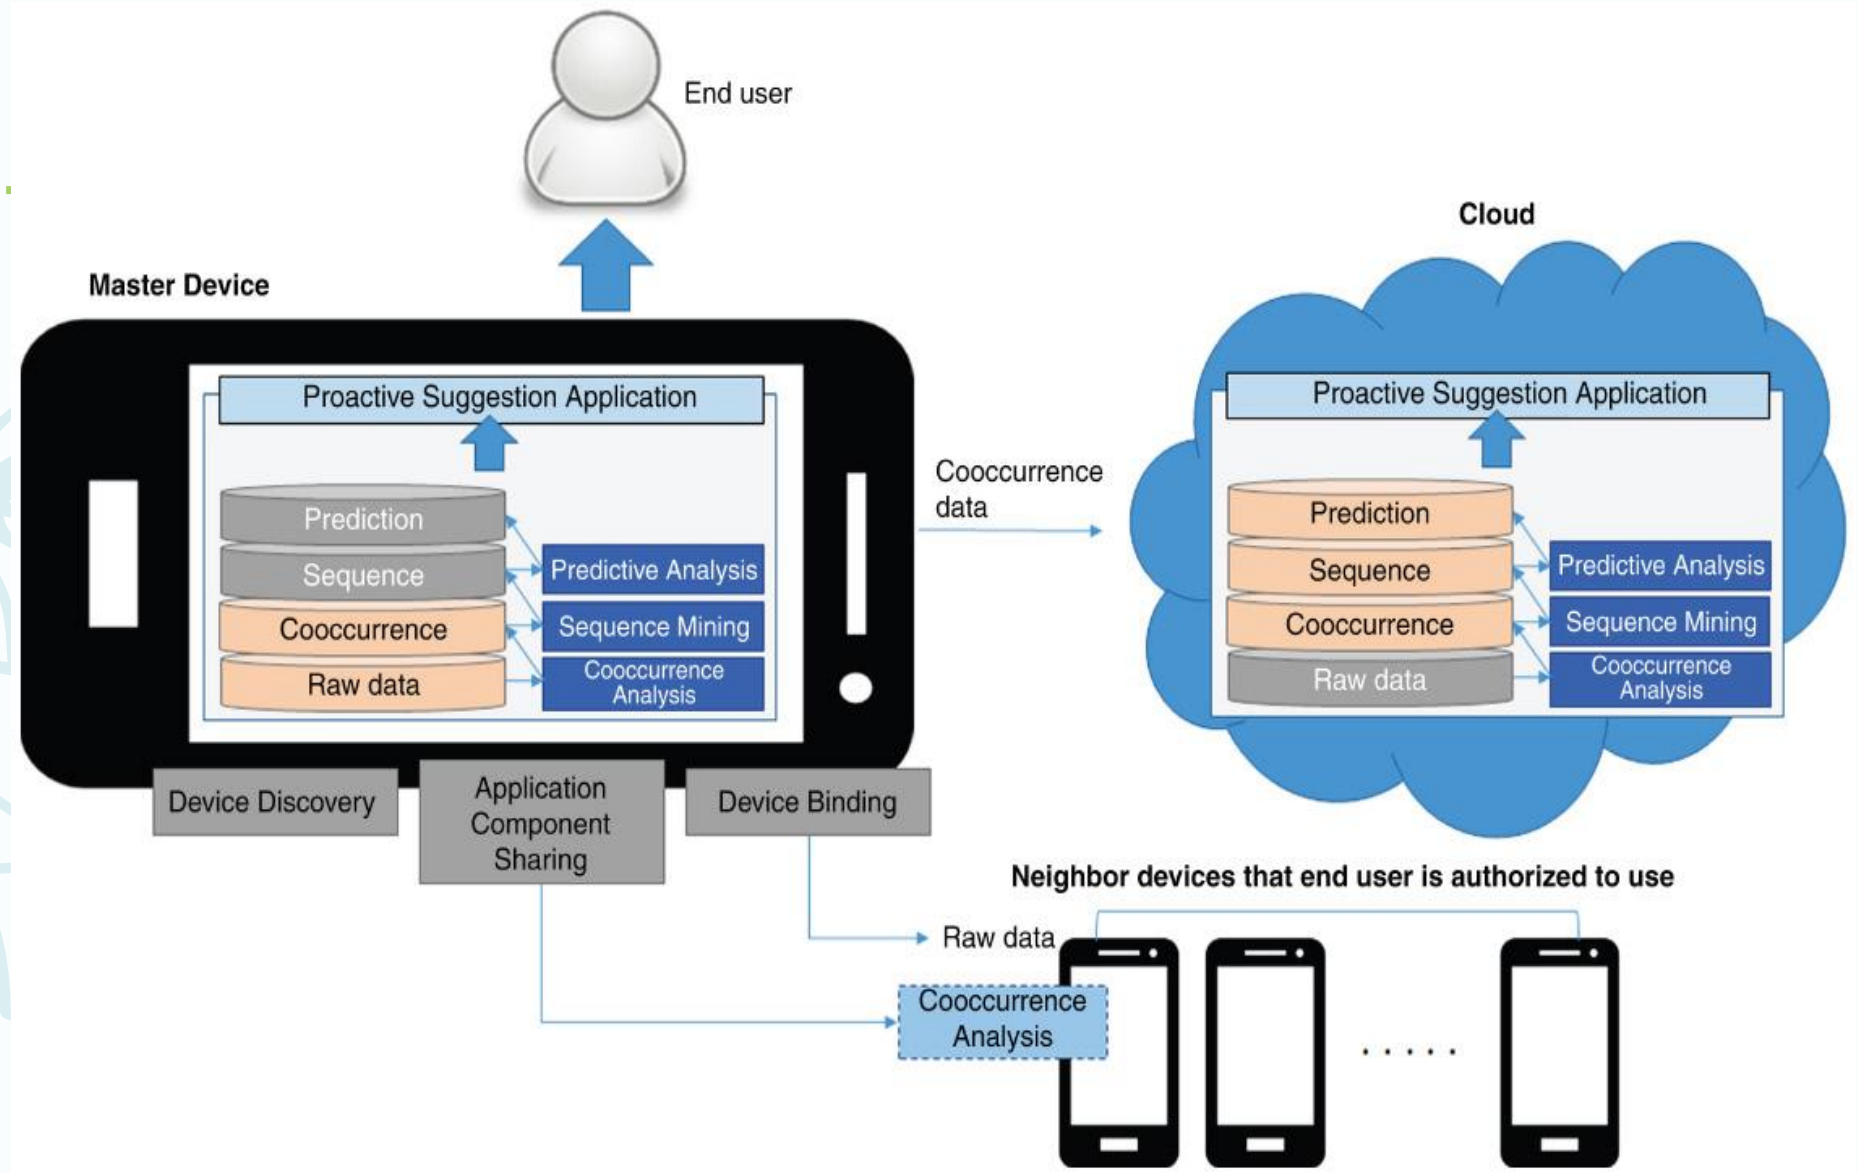 End user
Master Device
Proactive Suggestion Application
Prediction
Sequence
Cooccurrence
Raw data
Predictive Analysis
Sequence Mining
Cooccurrence
Analysis
Device Discovery
Application
Component
Sharing
Device Binding
Cooccurrence
data
Cloud
Proactive Suggestion Application
Prediction
Sequence
Cooccurrence
Raw data
Predictive Analysis
Sequence Mining
Cooccurrence
Analysis
Neighbor devices that end user is authorized to use
Raw data
Cooccurrence
Analysis
. . . . .